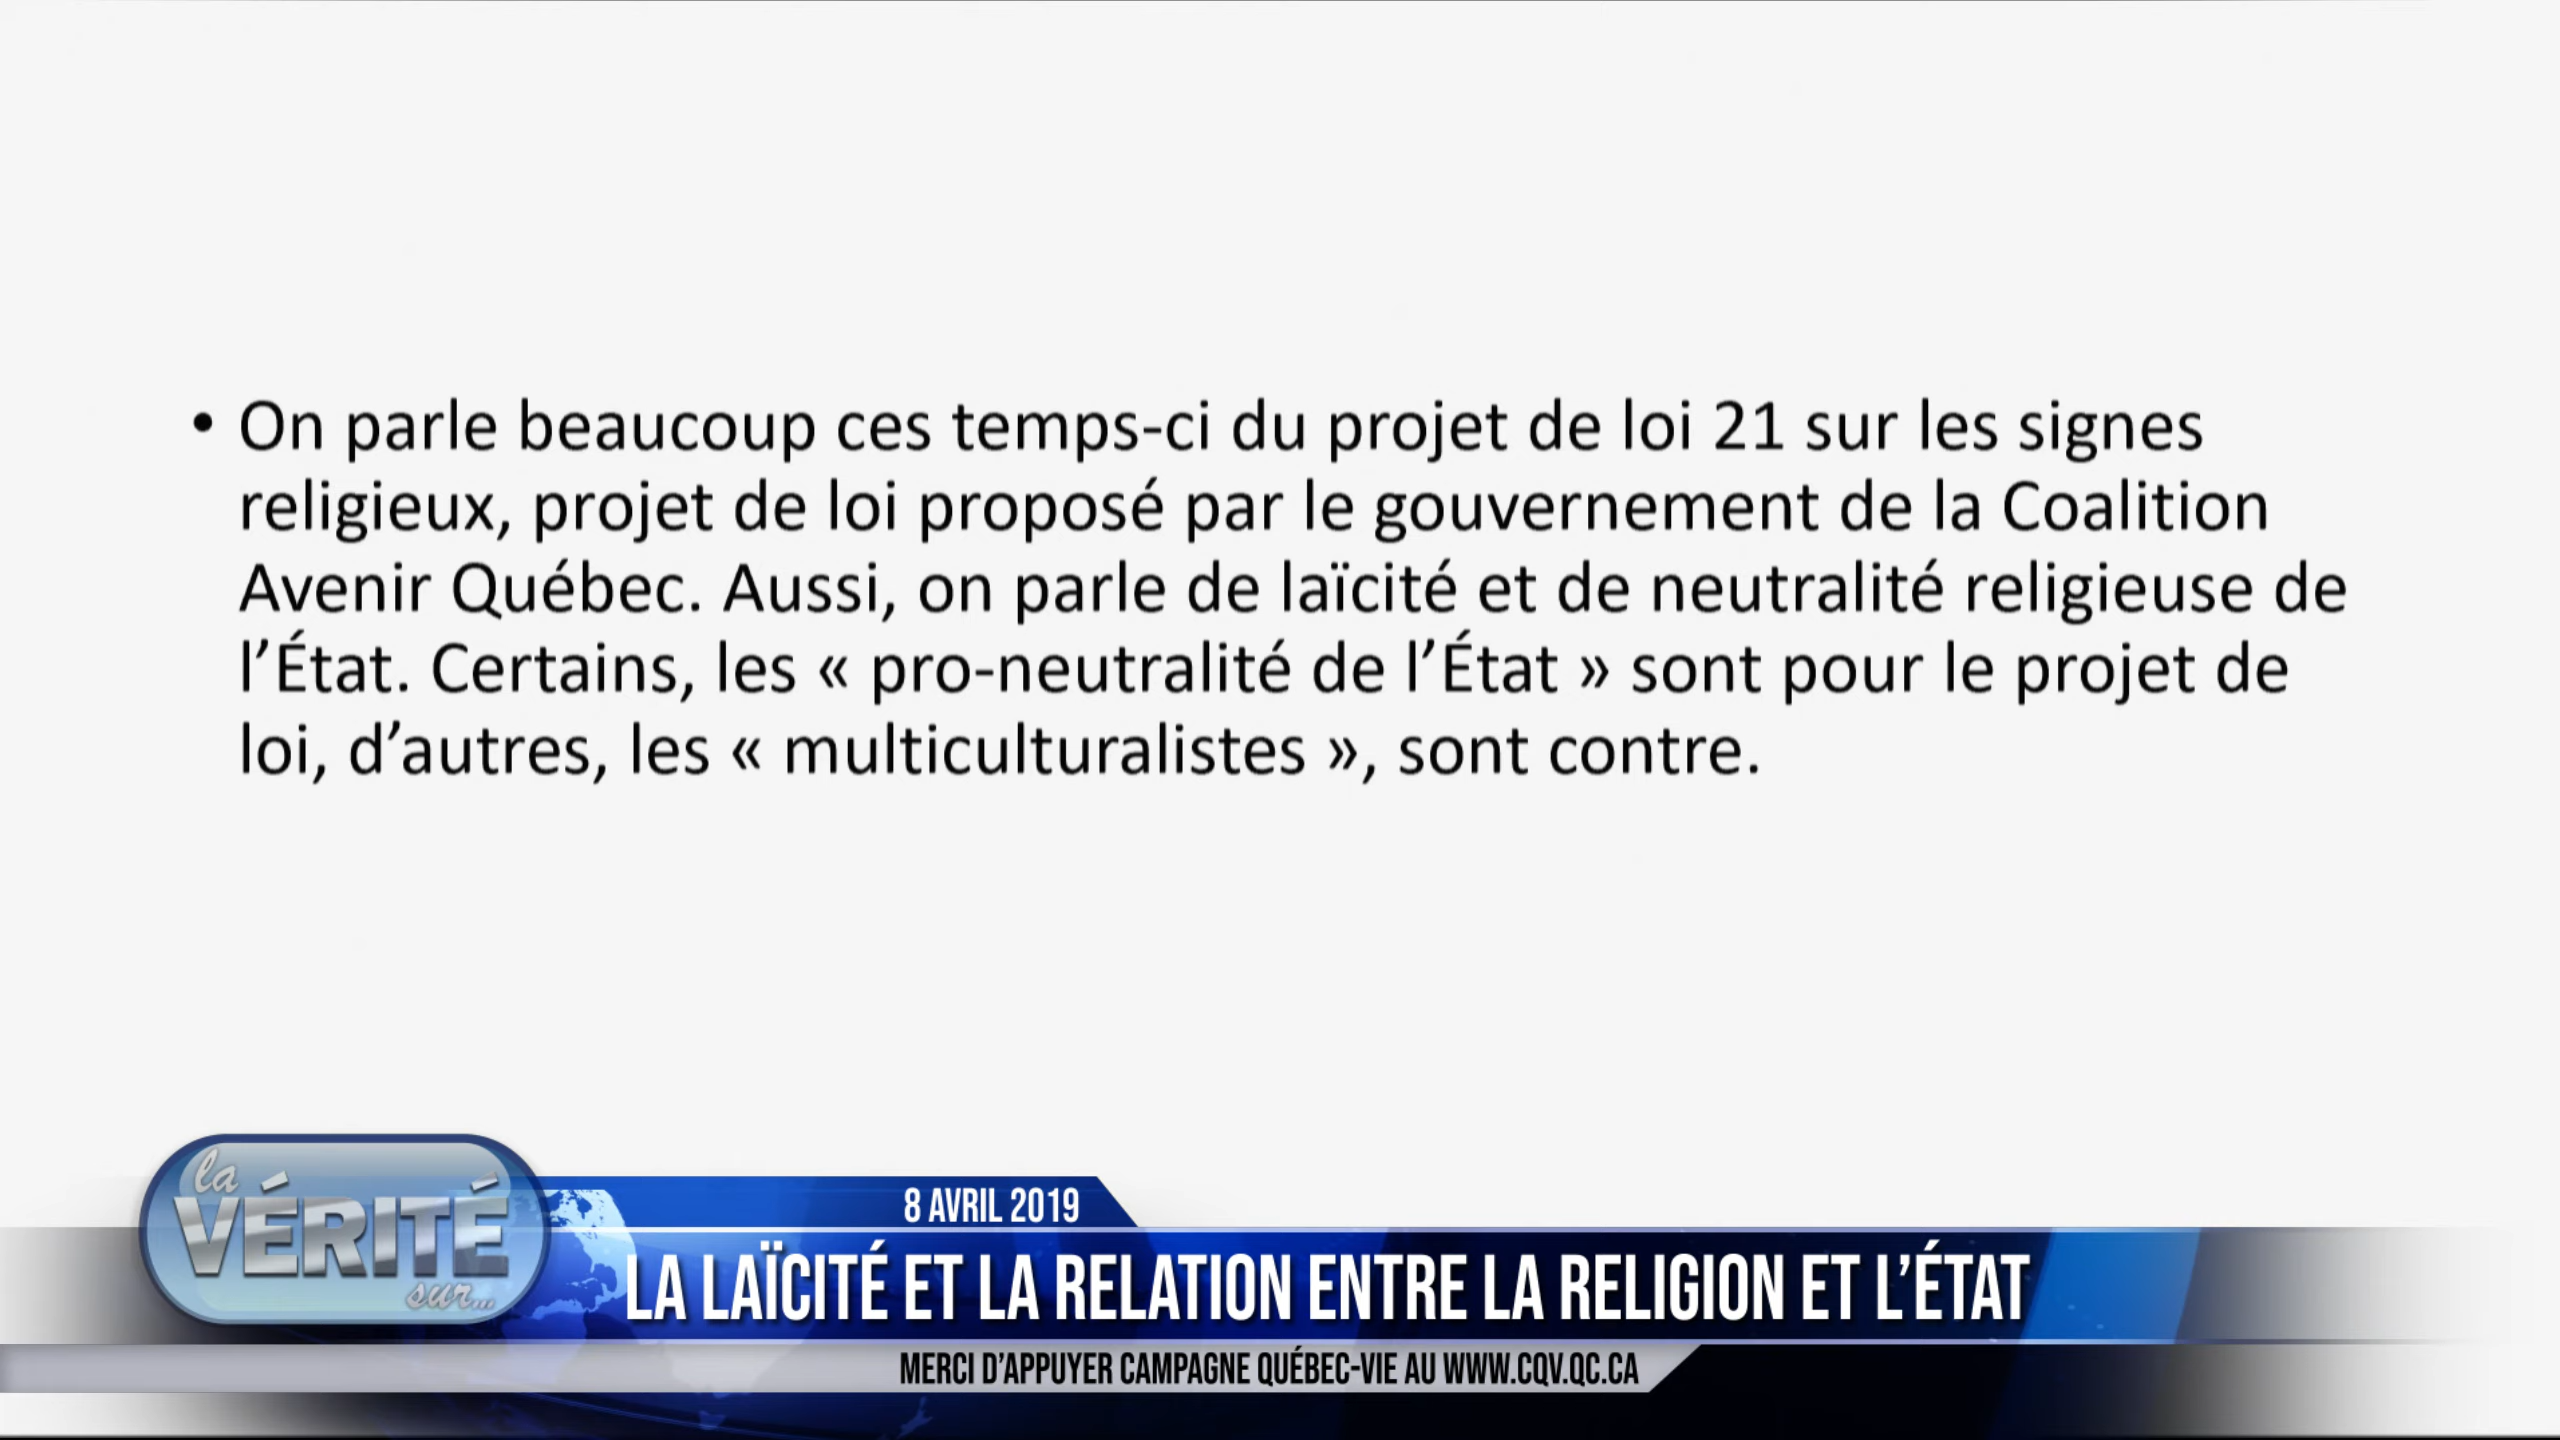 • On parle beaucoup ces temps-ci du projet de loi 21 sur les signes
religieux, projet de loi proposé par le gouvernement de la Coalition
Avenir Québec. Aussi, on parle de laïcité et de neutralité religieuse de
l’État. Certains, les « pro-neutralité de l’État » sont pour le projet de
loi, d’autres, les « multiculturalistes », sont contre.
la
VÉRITÉ
sur...
8 AVRIL 2019
LA LAÏCITÉ ET LA RELATION ENTRE LA RELIGION ET L’ÉTAT
MERCI D’APPUYER CAMPAGNE QUÉBEC-VIE AU WWW.CQV.QC.CA